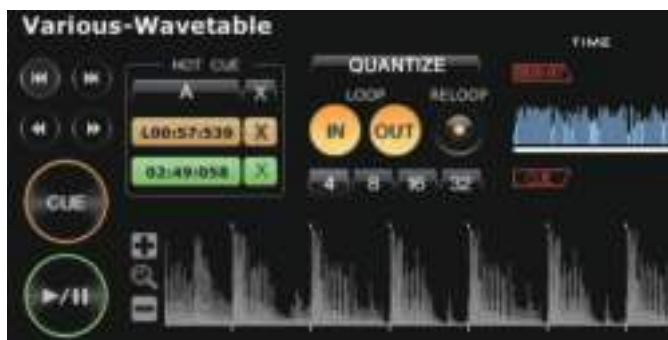 Various-Wavetable
TIME
HOT CUE
QUANTIZE
A X
LOOP RELOOP
L00:57:539 X
IN OUT
02:49:058 X
4 8 16 32
CUE
CUE